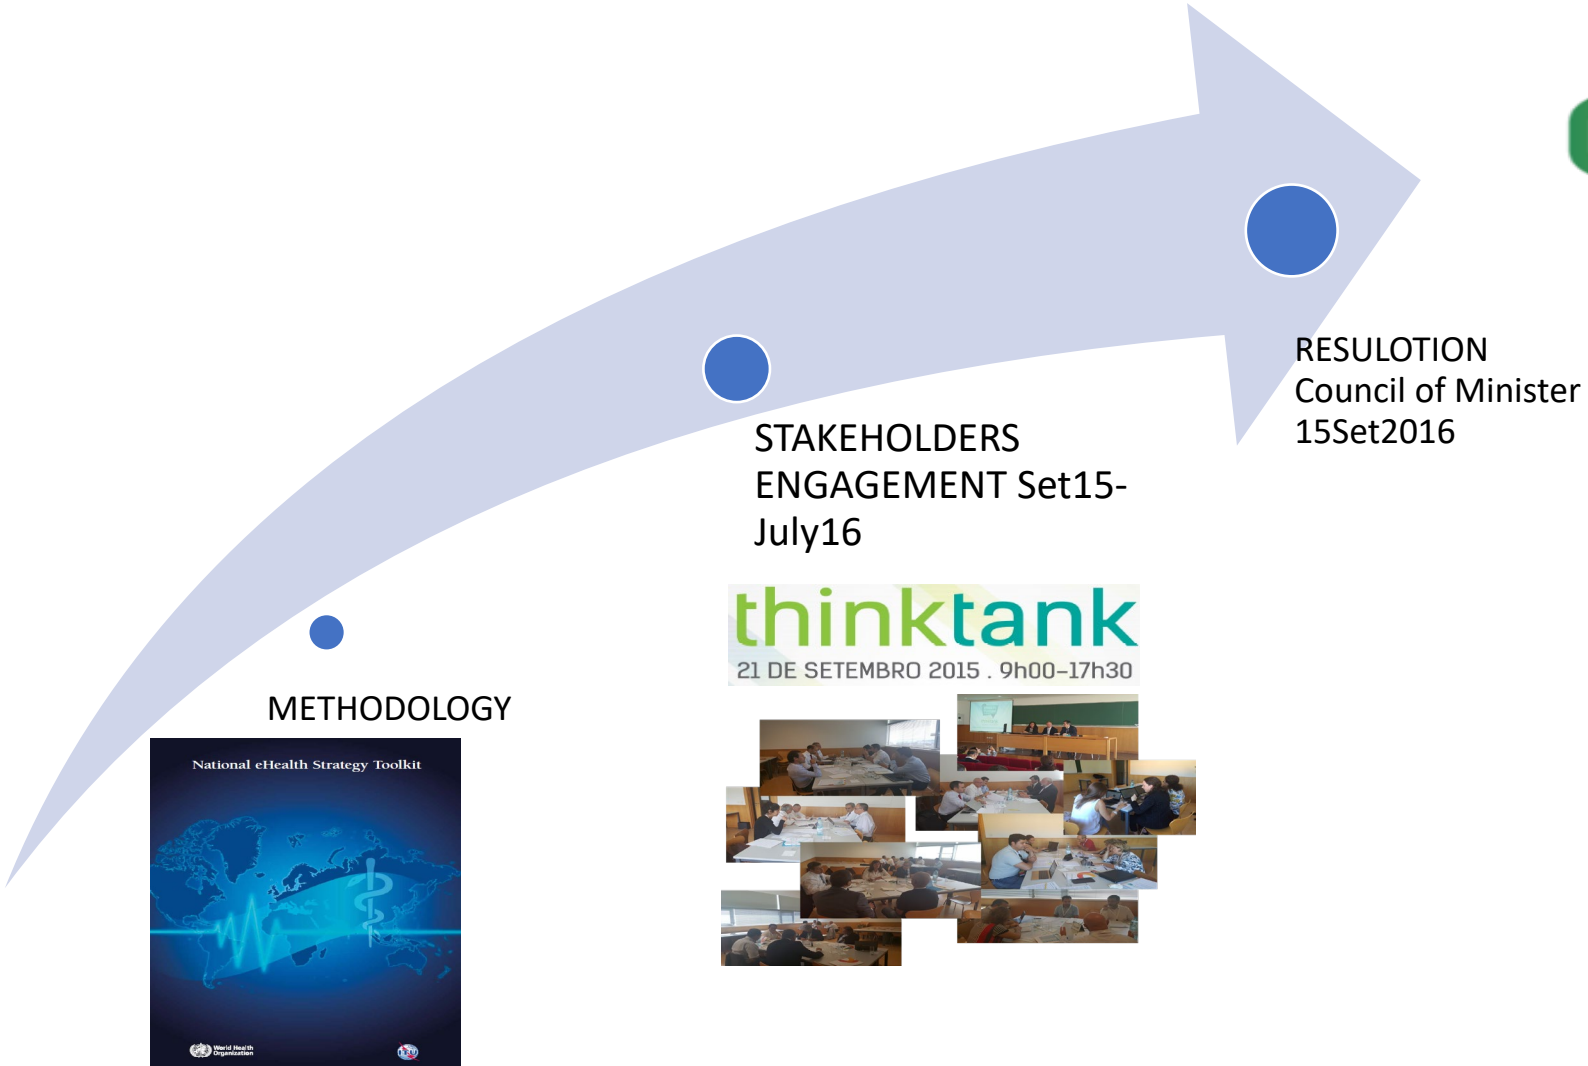 RESULOTION
Council of Minister
15Set2016
STAKEHOLDERS
ENGAGEMENT Set15-
July16
thinktank
21 DE SETEMBRO 2015 . 9h00-17h30
METHODOLOGY
National eHealth Strategy Toolkit
World Health
Organization